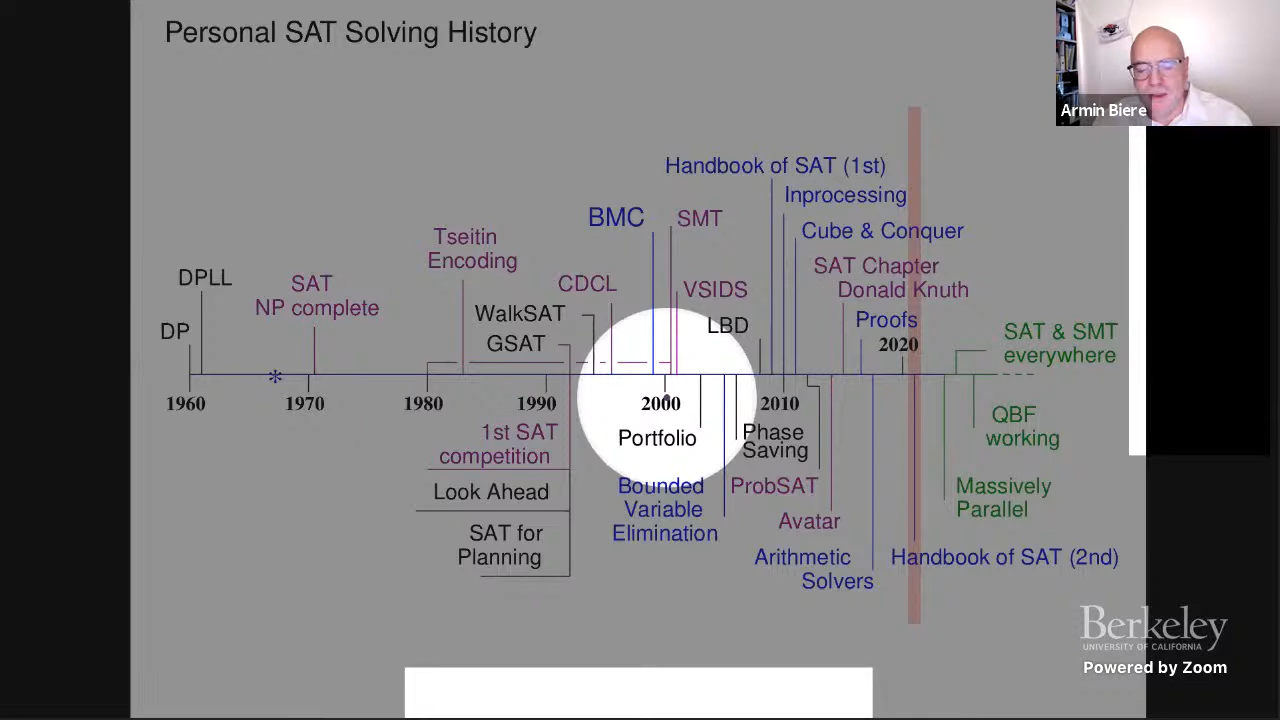 Personal SAT Solving History
Armin Biere
Handbook of SAT (1st)
Inprocessing
BMC
SMT
Cube & Conquer
Tseitin
Encoding
SAT Chapter
Donald Knuth
DPLL
SAT
NP complete
CDCL
VSIDS
WalkSAT
LBD
Proofs
DP
GSAT
2020
SAT & SMT
everywhere
*
1960
1970
1980
1990
2000
2010
1st SAT
competition
Portfolio
Phase
Saving
QBF
working
Look Ahead
Bounded
Variable
Elimination
ProbSAT
Massively
Parallel
Avatar
SAT for
Planning
Arithmetic
Solvers
Handbook of SAT (2nd)
Berkeley
UNIVERSITY OF CALIFORNIA
Powered by Zoom